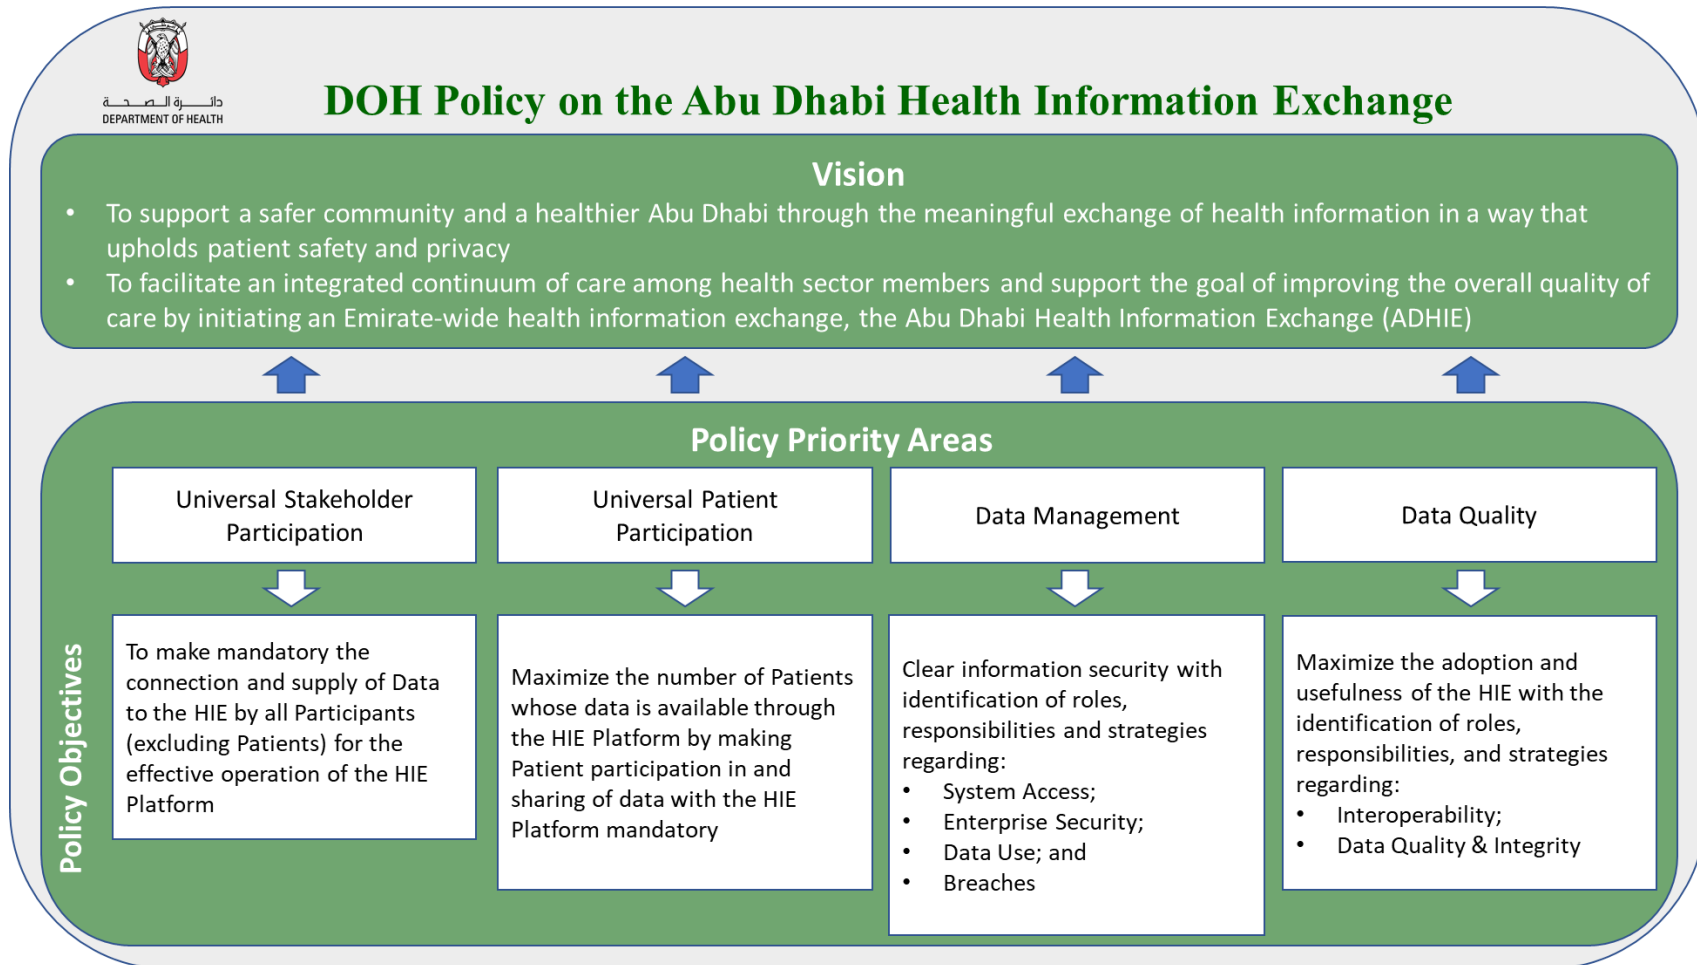 دائـــــرة الـــصـــحـــة
DEPARTMENT OF HEALTH
DOH Policy on the Abu Dhabi Health Information Exchange
Vision
• To support a safer community and a healthier Abu Dhabi through the meaningful exchange of health information in a way that
upholds patient safety and privacy
• To facilitate an integrated continuum of care among health sector members and support the goal of improving the overall quality of
care by initiating an Emirate-wide health information exchange, the Abu Dhabi Health Information Exchange (ADHIE)
Policy Priority Areas
Universal Stakeholder
Participation
Universal Patient
Participation
Data Management
Data Quality
Policy Objectives
To make mandatory the
connection and supply of Data
to the HIE by all Participants
(excluding Patients) for the
effective operation of the HIE
Platform
Maximize the number of Patients
whose data is available through
the HIE Platform by making
Patient participation in and
sharing of data with the HIE
Platform mandatory
Clear information security with
identification of roles,
responsibilities and strategies
regarding:
• System Access;
• Enterprise Security;
• Data Use; and
• Breaches
Maximize the adoption and
usefulness of the HIE with the
identification of roles,
responsibilities, and strategies
regarding:
• Interoperability;
• Data Quality & Integrity